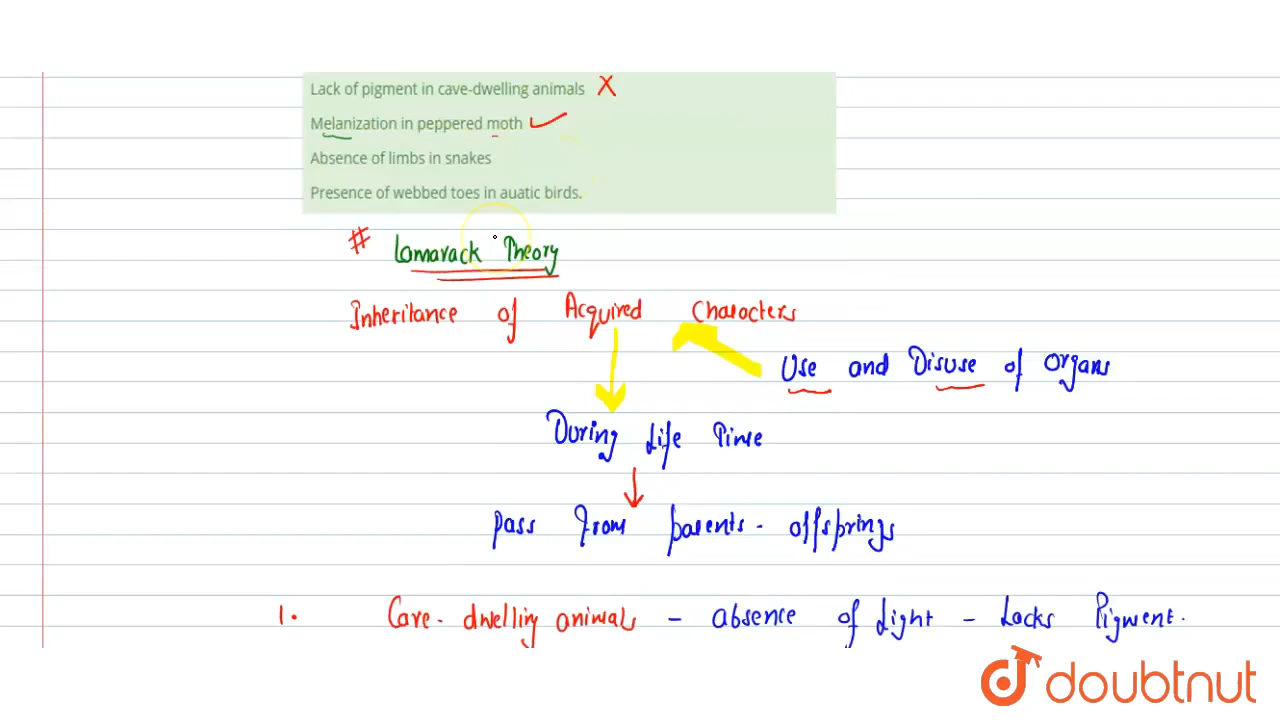 Lack of pigment in cave-dwelling animals X
Melanization in peppered moth ✓
Absence of limbs in snakes
Presence of webbed toes in auatic birds.
# Lamarack Theory
Inheritance of Acquired Characters
Use and Disuse of Organs
During Life Time
Pass From parents - offsprings
1. Cave-dwelling animals - absence of Light - Lacks Pigment.
doubtnut